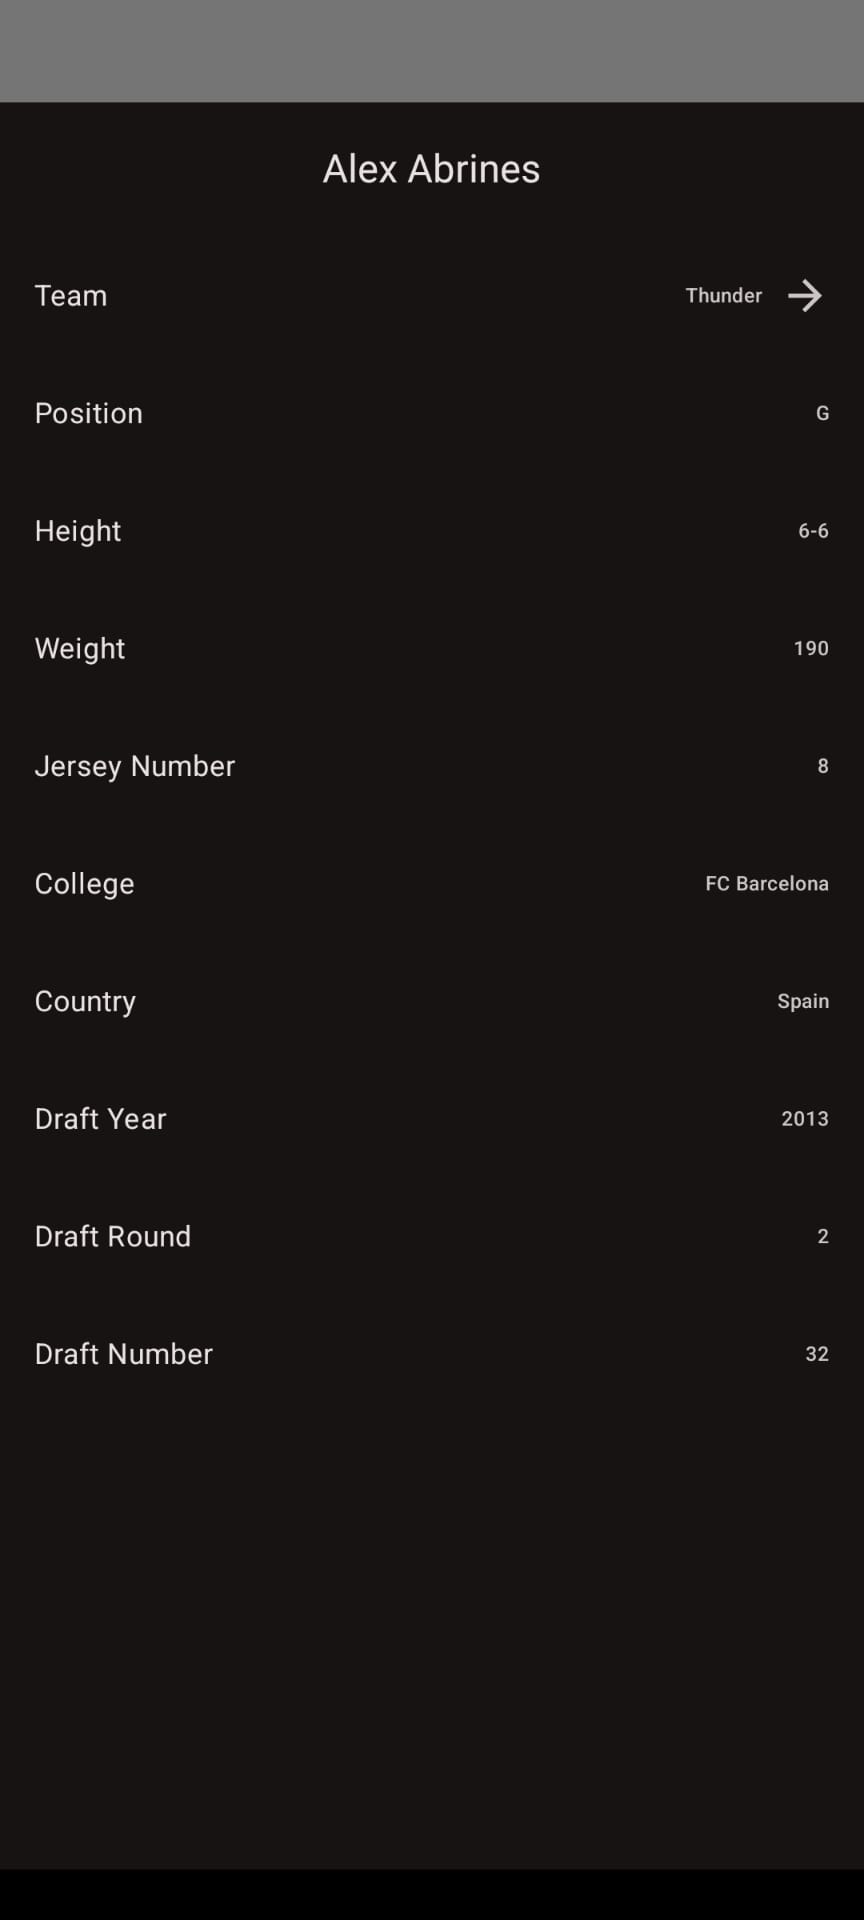 Alex Abrines
Team Thunder
Position G
Height 6-6
Weight 190
Jersey Number 8
College FC Barcelona
Country Spain
Draft Year 2013
Draft Round 2
Draft Number 32